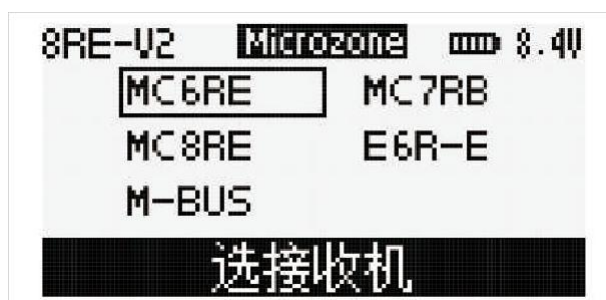 8RE-V2 Microzone 8.4V
MC6RE MC7RB
MC8RE E6R-E
M-BUS
选接收机